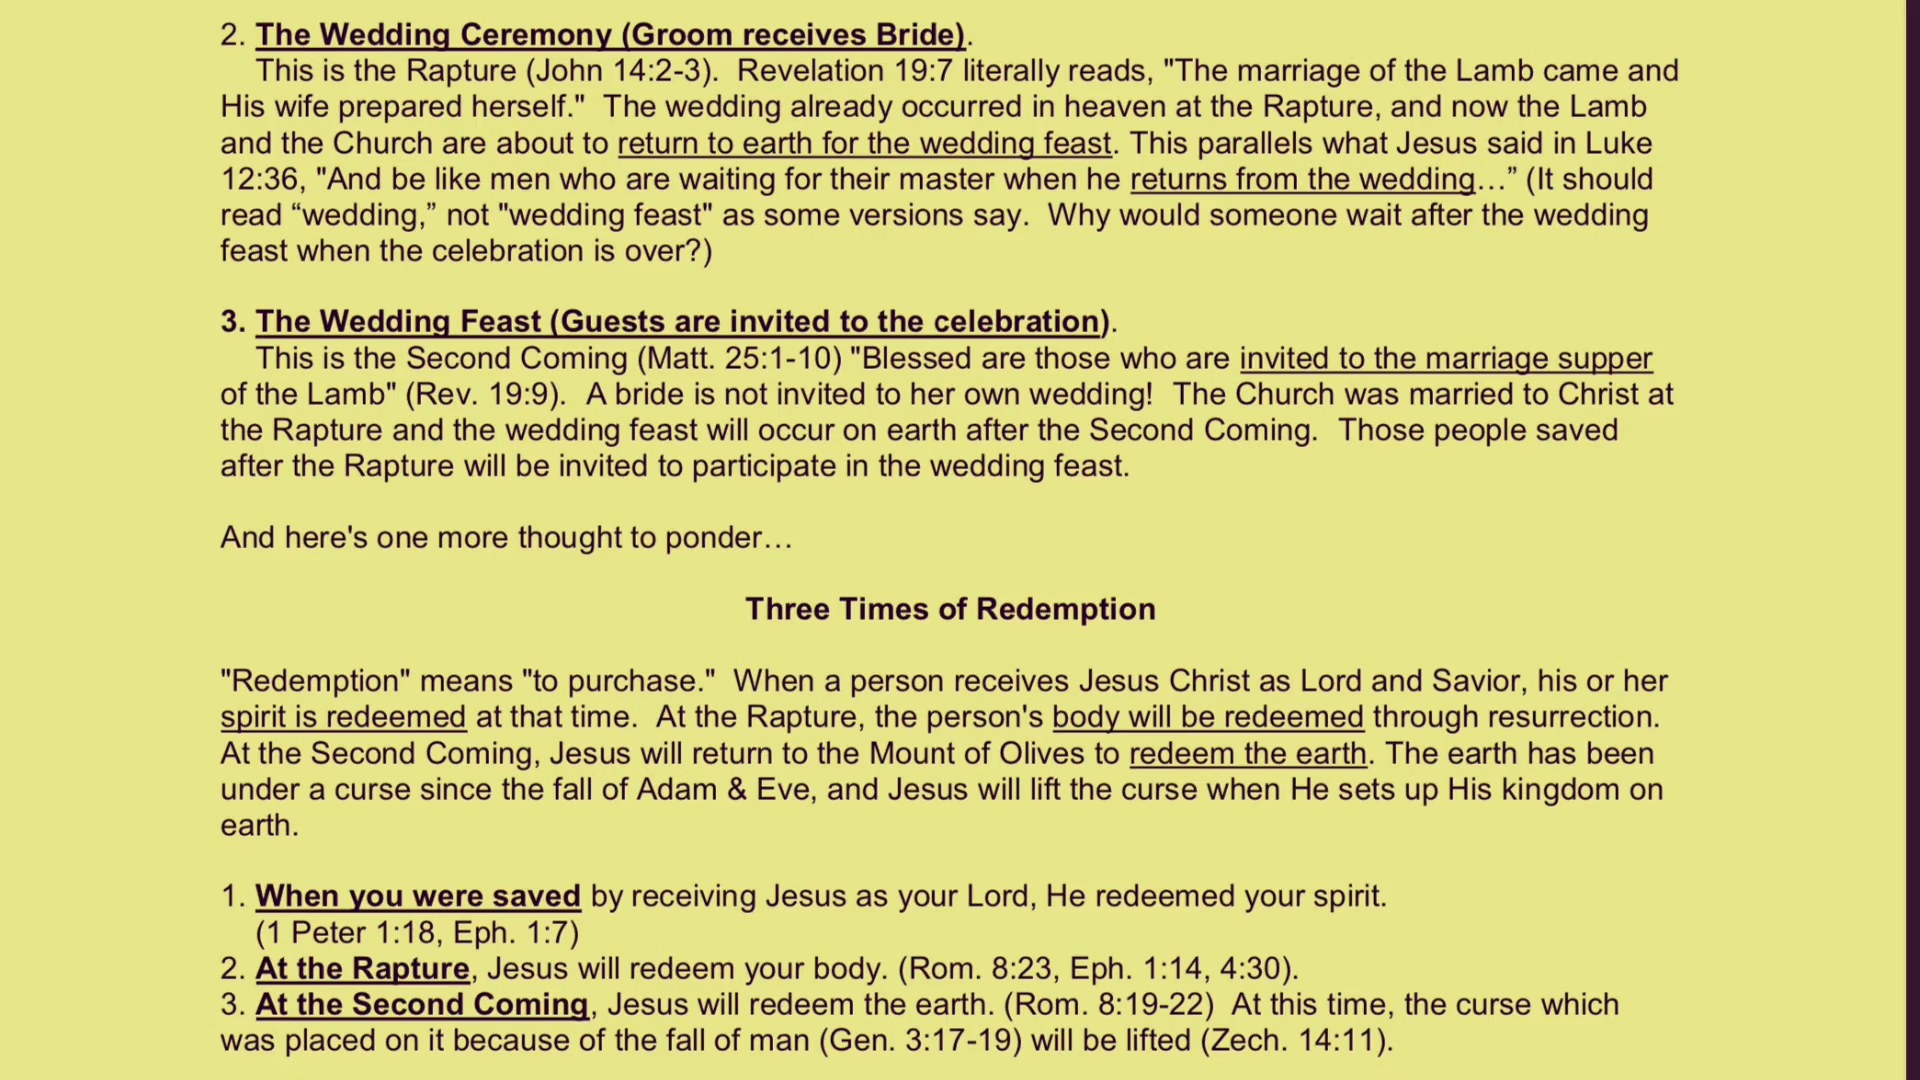 2. The Wedding Ceremony (Groom receives Bride).
This is the Rapture (John 14:2-3).  Revelation 19:7 literally reads, "The marriage of the Lamb came and
His wife prepared herself."  The wedding already occurred in heaven at the Rapture, and now the Lamb
and the Church are about to return to earth for the wedding feast. This parallels what Jesus said in Luke
12:36, "And be like men who are waiting for their master when he returns from the wedding…” (It should
read “wedding,” not "wedding feast" as some versions say.  Why would someone wait after the wedding
feast when the celebration is over?)
3. The Wedding Feast (Guests are invited to the celebration).
This is the Second Coming (Matt. 25:1-10) "Blessed are those who are invited to the marriage supper
of the Lamb" (Rev. 19:9).  A bride is not invited to her own wedding!  The Church was married to Christ at
the Rapture and the wedding feast will occur on earth after the Second Coming.  Those people saved
after the Rapture will be invited to participate in the wedding feast.
And here's one more thought to ponder…
Three Times of Redemption
"Redemption" means "to purchase."  When a person receives Jesus Christ as Lord and Savior, his or her
spirit is redeemed at that time.  At the Rapture, the person's body will be redeemed through resurrection.
At the Second Coming, Jesus will return to the Mount of Olives to redeem the earth. The earth has been
under a curse since the fall of Adam & Eve, and Jesus will lift the curse when He sets up His kingdom on
earth.
1. When you were saved by receiving Jesus as your Lord, He redeemed your spirit.
(1 Peter 1:18, Eph. 1:7)
2. At the Rapture, Jesus will redeem your body. (Rom. 8:23, Eph. 1:14, 4:30).
3. At the Second Coming, Jesus will redeem the earth. (Rom. 8:19-22)  At this time, the curse which
was placed on it because of the fall of man (Gen. 3:17-19) will be lifted (Zech. 14:11).